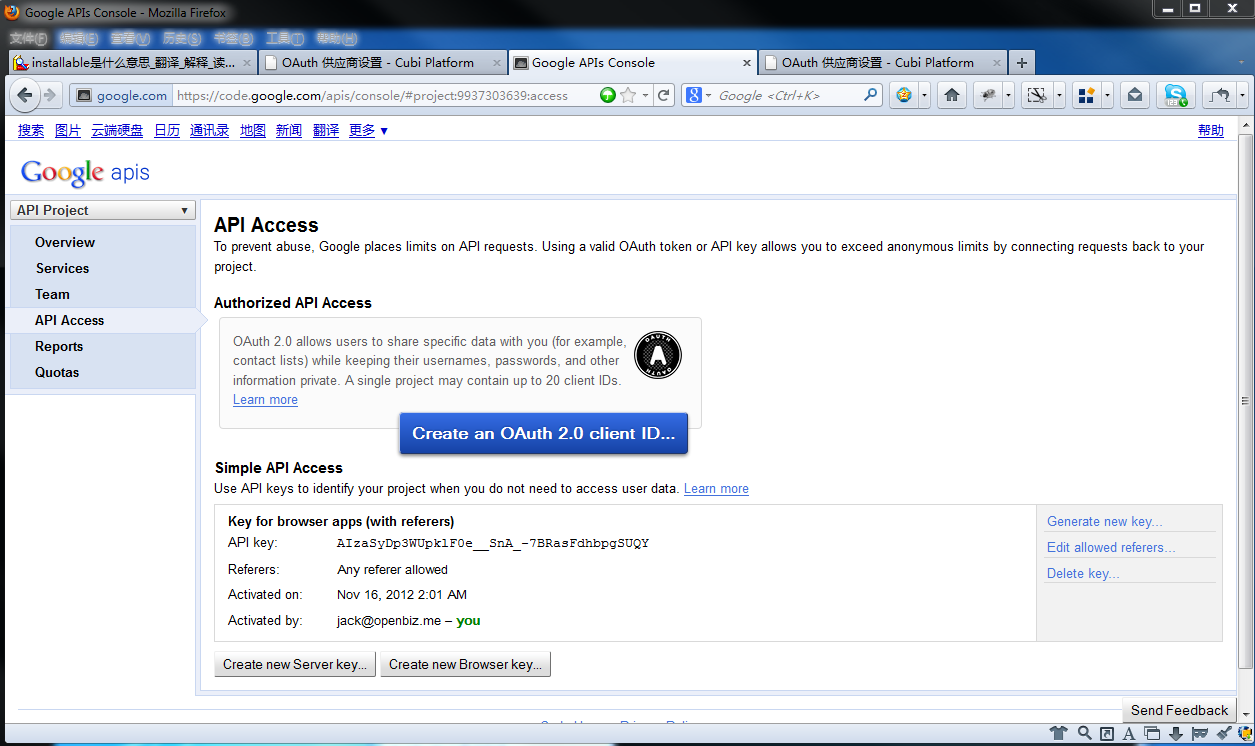 Google APIs Console - Mozilla Firefox
文件(F) 编辑(E) 查看(V) 历史(S) 书签(B) 工具(T) 帮助(H)
installable是什么意思_翻译_解释_读... OAuth 供应商设置 - Cubi Platform Google APIs Console OAuth 供应商设置 - Cubi Platform
google.com https://code.google.com/apis/console/#project:9937303639:access Google <Ctrl+K>
搜索 图片 云端硬盘 日历 通讯录 地图 新闻 翻译 更多 ▼ 帮助
Google apis
API Project ▼
Overview
Services
Team
API Access
Reports
Quotas
API Access
To prevent abuse, Google places limits on API requests. Using a valid OAuth token or API key allows you to exceed anonymous limits by connecting requests back to your
project.
Authorized API Access
OAuth 2.0 allows users to share specific data with you (for example,
contact lists) while keeping their usernames, passwords, and other
information private. A single project may contain up to 20 client IDs.
Learn more
OAUTH A OAUTH
Create an OAuth 2.0 client ID...
Simple API Access
Use API keys to identify your project when you do not need to access user data. Learn more
Key for browser apps (with referers)
API key: AIzaSyDp3WUpklF0e__SnA_-7BRasFdhbpgSUQY
Referers: Any referer allowed
Activated on: Nov 16, 2012 2:01 AM
Activated by: jack@openbiz.me – you
Generate new key...
Edit allowed referers...
Delete key...
Create new Server key... Create new Browser key...
Send Feedback